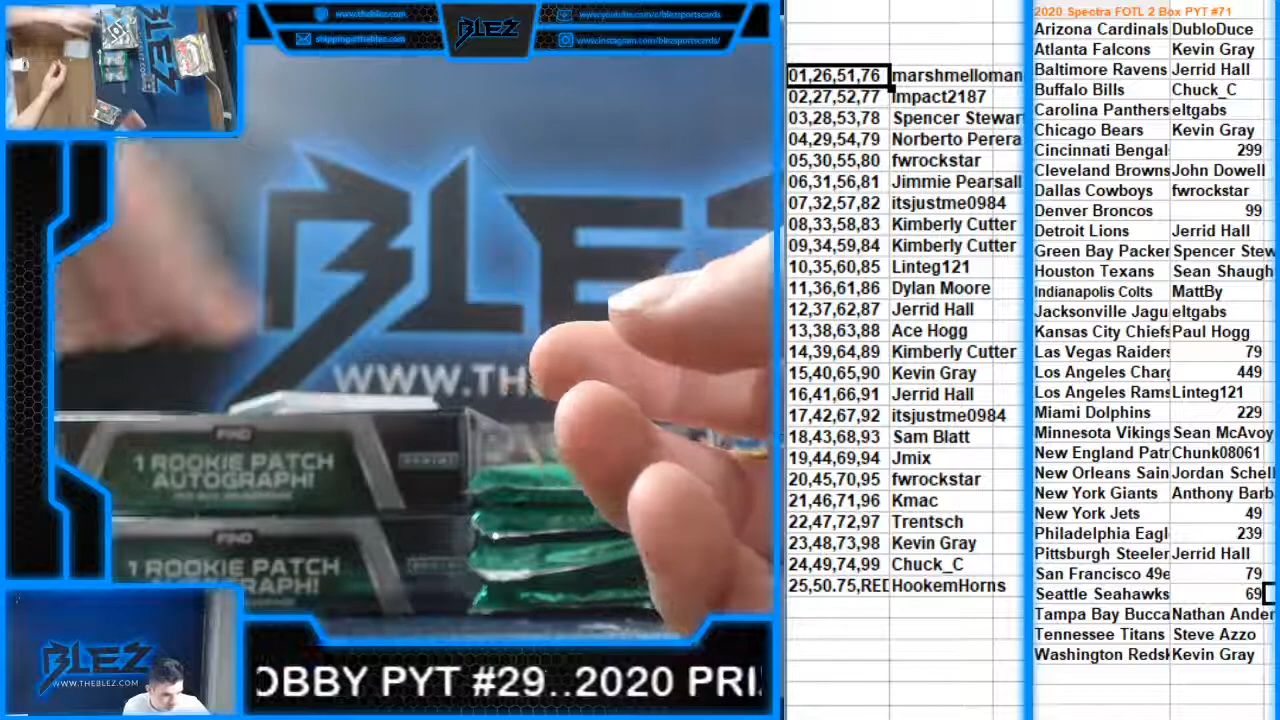 www.theblez.com
shipping@theblez.com
BLEZ
www.youtube.com/c/blezsportscards
www.instagram.com/blezsportscards/
BLEZ
WWW.TH
FIND
1 ROOKIE PATCH
AUTOGRAPH!
PANINI
FIND
1 ROOKIE PATCH
BLEZ
WWW.THEBLEZ.COM
OBBY PYT #29..2020 PRI
01,26,51,76 marshmelloman
02,27,52,77 Impact2187
03,28,53,78 Spencer Stewar
04,29,54,79 Norberto Perera
05,30,55,80 fwrockstar
06,31,56,81 Jimmie Pearsall
07,32,57,82 itsjustme0984
08,33,58,83 Kimberly Cutter
09,34,59,84 Kimberly Cutter
10,35,60,85 Linteg121
11,36,61,86 Dylan Moore
12,37,62,87 Jerrid Hall
13,38,63,88 Ace Hogg
14,39,64,89 Kimberly Cutter
15,40,65,90 Kevin Gray
16,41,66,91 Jerrid Hall
17,42,67,92 itsjustme0984
18,43,68,93 Sam Blatt
19,44,69,94 Jmix
20,45,70,95 fwrockstar
21,46,71,96 Kmac
22,47,72,97 Trentsch
23,48,73,98 Kevin Gray
24,49,74,99 Chuck_C
25,50.75,RED HookemHorns
2020 Spectra FOTL 2 Box PYT #71
Arizona Cardinals DubloDuce
Atlanta Falcons Kevin Gray
Baltimore Ravens Jerrid Hall
Buffalo Bills Chuck_C
Carolina Panthers eltgabs
Chicago Bears Kevin Gray
Cincinnati Bengal 299
Cleveland Browns John Dowell
Dallas Cowboys fwrockstar
Denver Broncos 99
Detroit Lions Jerrid Hall
Green Bay Packer Spencer Stew
Houston Texans Sean Shaugh
Indianapolis Colts MattBy
Jacksonville Jagu eltgabs
Kansas City Chiefs Paul Hogg
Las Vegas Raiders 79
Los Angeles Charg 449
Los Angeles Rams Linteg121
Miami Dolphins 229
Minnesota Vikings Sean McAvoy
New England Patr Chunk08061
New Orleans Sain Jordan Schell
New York Giants Anthony Barb
New York Jets 49
Philadelphia Eagl 239
Pittsburgh Steeler Jerrid Hall
San Francisco 49e 79
Seattle Seahawks 69
Tampa Bay Bucca Nathan Ander
Tennessee Titans Steve Azzo
Washington Redsk Kevin Gray